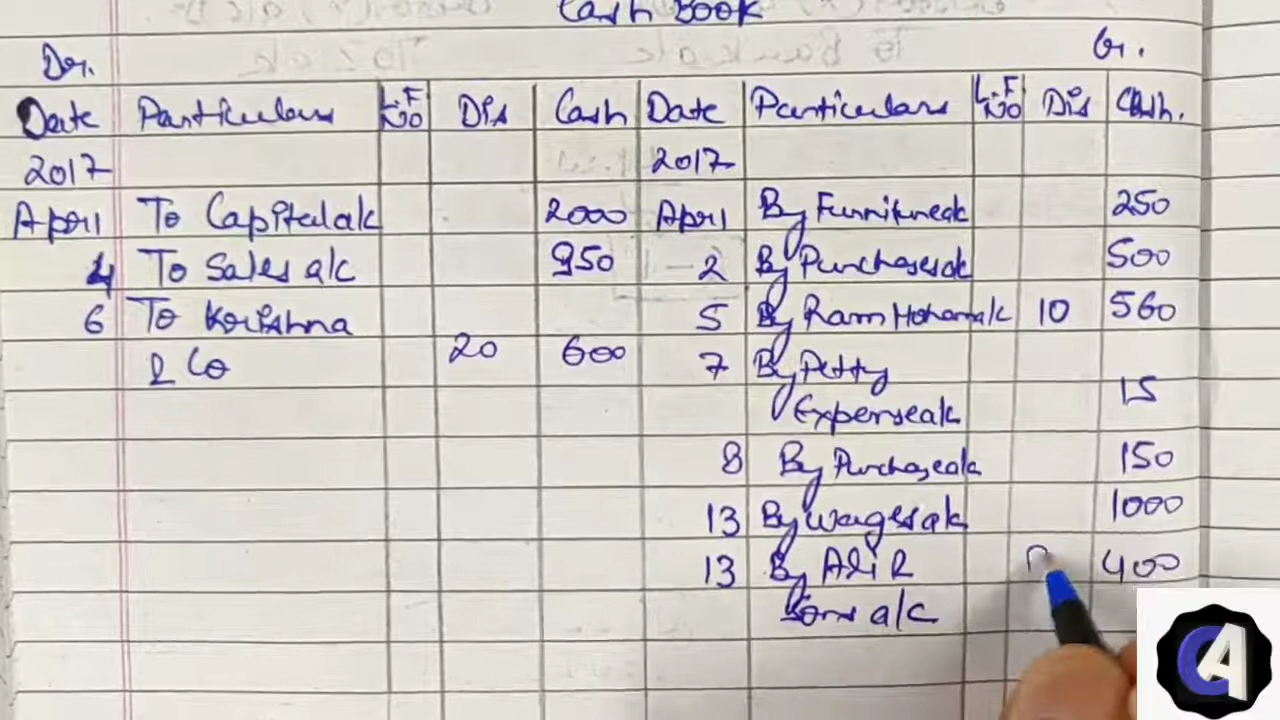 Cash Book
Dr.
Cr.
Date Particulars L.F No Dis Cash Date Particulars L.F No Dis Cash.
2017 2017
April To Capital a/c 2000 April By Furniture a/c 250
4 To Sales a/c 950 2 By Purchases a/c 500
6 To Krishna 5 By Ram Mohan a/c 10 560
& Co 20 600 7 By Petty
Expense a/c 15
8 By Purchase a/c 150
13 By wages a/c 1000
13 By Ali & 400
Sons a/c
CA